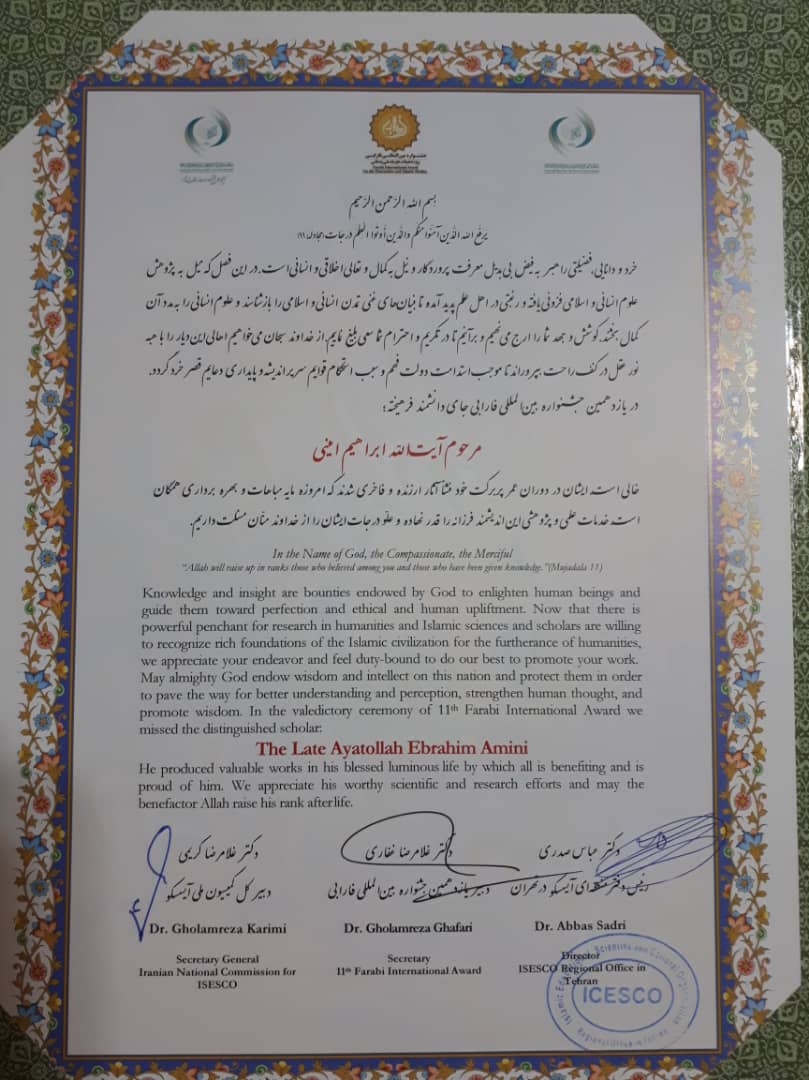 جشنواره بین‌المللی فارابی
بسم الله الرحمن الرحیم
یرفع الله الذین آمنوا منکم والذین أوتوا العلم درجات (مجادله: ۱۱)
خرد و دانایی، فضیلتی راهبر به فیض بی‌بدیل معرفت پروردگار و نیل به کمال و تعالی اخلاقی و انسانی است. در این فصل که میل به پژوهش
علوم انسانی و اسلامی فزونی یافته و رغبتی در اهل علم پدید آمده تا بنیان‌های غنی تمدن انسانی و اسلامی را بازشناسند و علوم انسانی را به مدد آن
کمال بخشند، کوشش و جهد شما را ارج می‌نهیم و برآنیم تا در تکریم و احترام شما سعی بلیغ نماییم. از خداوند سبحان می‌خواهیم اهالی این دیار را با هبه
نور عقل در کنف راحت بپروراند تا موجب استدامت دولت فهم و سبب استحکام قوایم سریر اندیشه و پایداری دعایم قصر خرد گردد.
در یازدهمین جشنواره بین‌المللی فارابی جای دانشمند فرهیخته؛
مرحوم آیت‌الله ابراهیم امینی
خالی است. ایشان در دوران عمر پربرکت خود منشأ آثار ارزنده و فاخری شدند که امروزه مایه مباهات و بهره برداری همگان
است. خدمات علمی و پژوهشی این اندیشمند فرزانه را قدر نهاده و علو درجات ایشان را از خداوند منان مسئلت داریم.
In the Name of God, the Compassionate, the Merciful
"Allah will raise up in ranks those who believed among you and those who have been given knowledge."(Mujadala 11)
Knowledge and insight are bounties endowed by God to enlighten human beings and
guide them toward perfection and ethical and human upliftment. Now that there is
powerful penchant for research in humanities and Islamic sciences and scholars are willing
to recognize rich foundations of the Islamic civilization for the furtherance of humanities,
we appreciate your endeavor and feel duty-bound to do our best to promote your work.
May almighty God endow wisdom and intellect on this nation and protect them in order
to pave the way for better understanding and perception, strengthen human thought, and
promote wisdom. In the valedictory ceremony of 11th Farabi International Award we
missed the distinguished scholar:
The Late Ayatollah Ebrahim Amini
He produced valuable works in his blessed luminous life by which all is benefiting and is
proud of him. We appreciate his worthy scientific and research efforts and may the
benefactor Allah raise his rank afterlife.
دکتر عباس صدری
رئیس دفتر منطقه‌ای آیسسکو در تهران
دکتر غلامرضا غفاری
دبیر یازدهمین جشنواره بین‌المللی فارابی
دکتر غلامرضا کریمی
دبیر کل کمیسیون ملی آیسسکو
Dr. Gholamreza Karimi
Secretary General
Iranian National Commission for
ISESCO
Dr. Gholamreza Ghafari
Secretary
11th Farabi International Award
Dr. Abbas Sadri
Director
ISESCO Regional Office in
Tehran
ICESCO